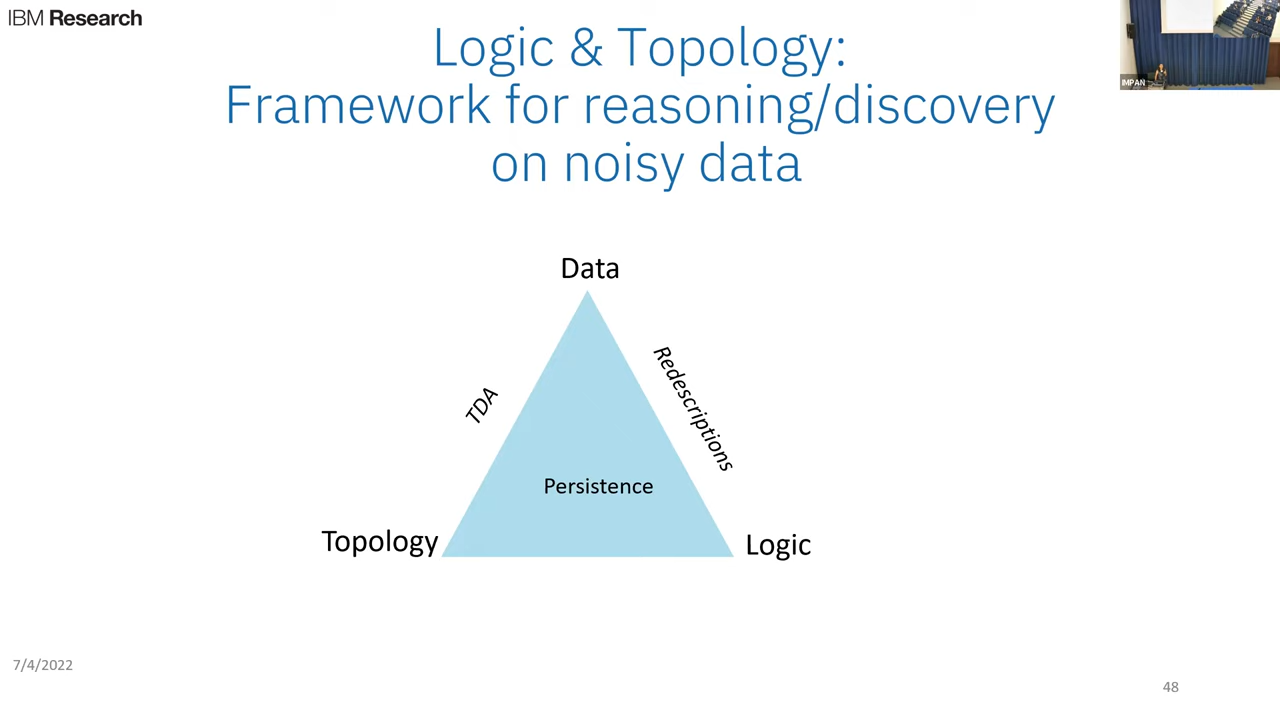 IBM Research
Logic & Topology:
Framework for reasoning/discovery
on noisy data
IMPAN
Data
TDA
Redescriptions
Persistence
Topology
Logic
7/4/2022
48